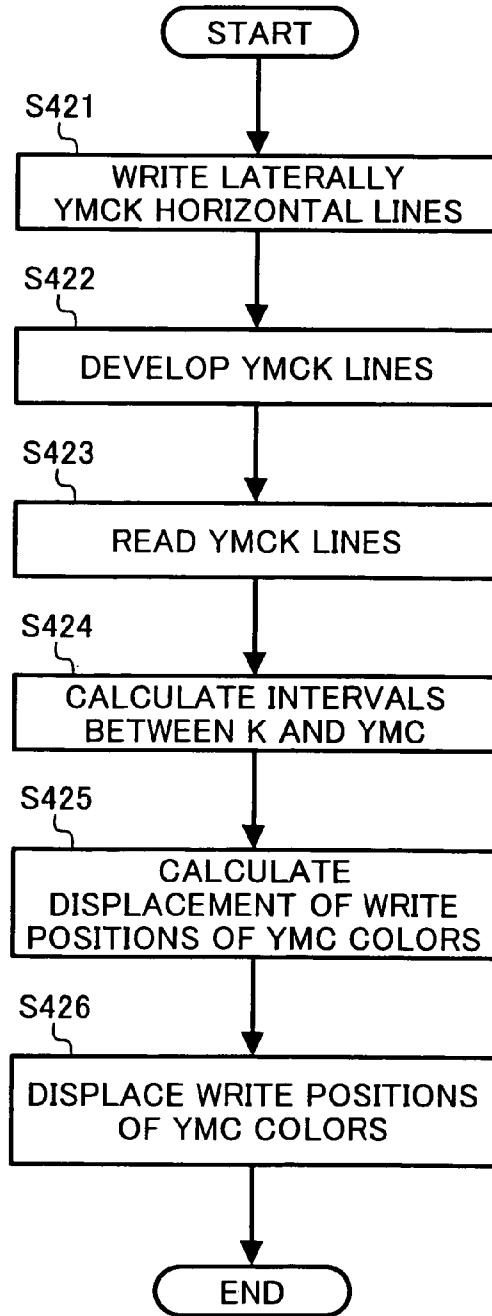 START
S421
WRITE LATERALLY
YMCK HORIZONTAL LINES
S422
DEVELOP YMCK LINES
S423
READ YMCK LINES
S424
CALCULATE INTERVALS
BETWEEN K AND YMC
S425
CALCULATE
DISPLACEMENT OF WRITE
POSITIONS OF YMC COLORS
S426
DISPLACE WRITE POSITIONS
OF YMC COLORS
END